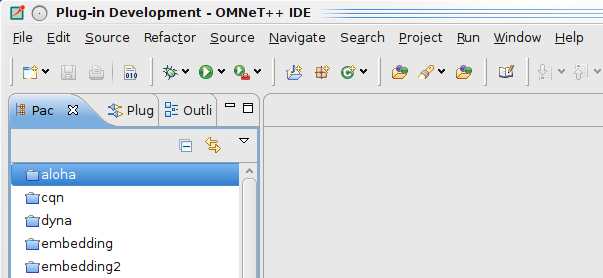 Plug-in Development - OMNeT++ IDE
File Edit Source Refactor Source Navigate Search Project Run Window Help
010
Pac Plug Outli
aloha
cqn
dyna
embedding
embedding2